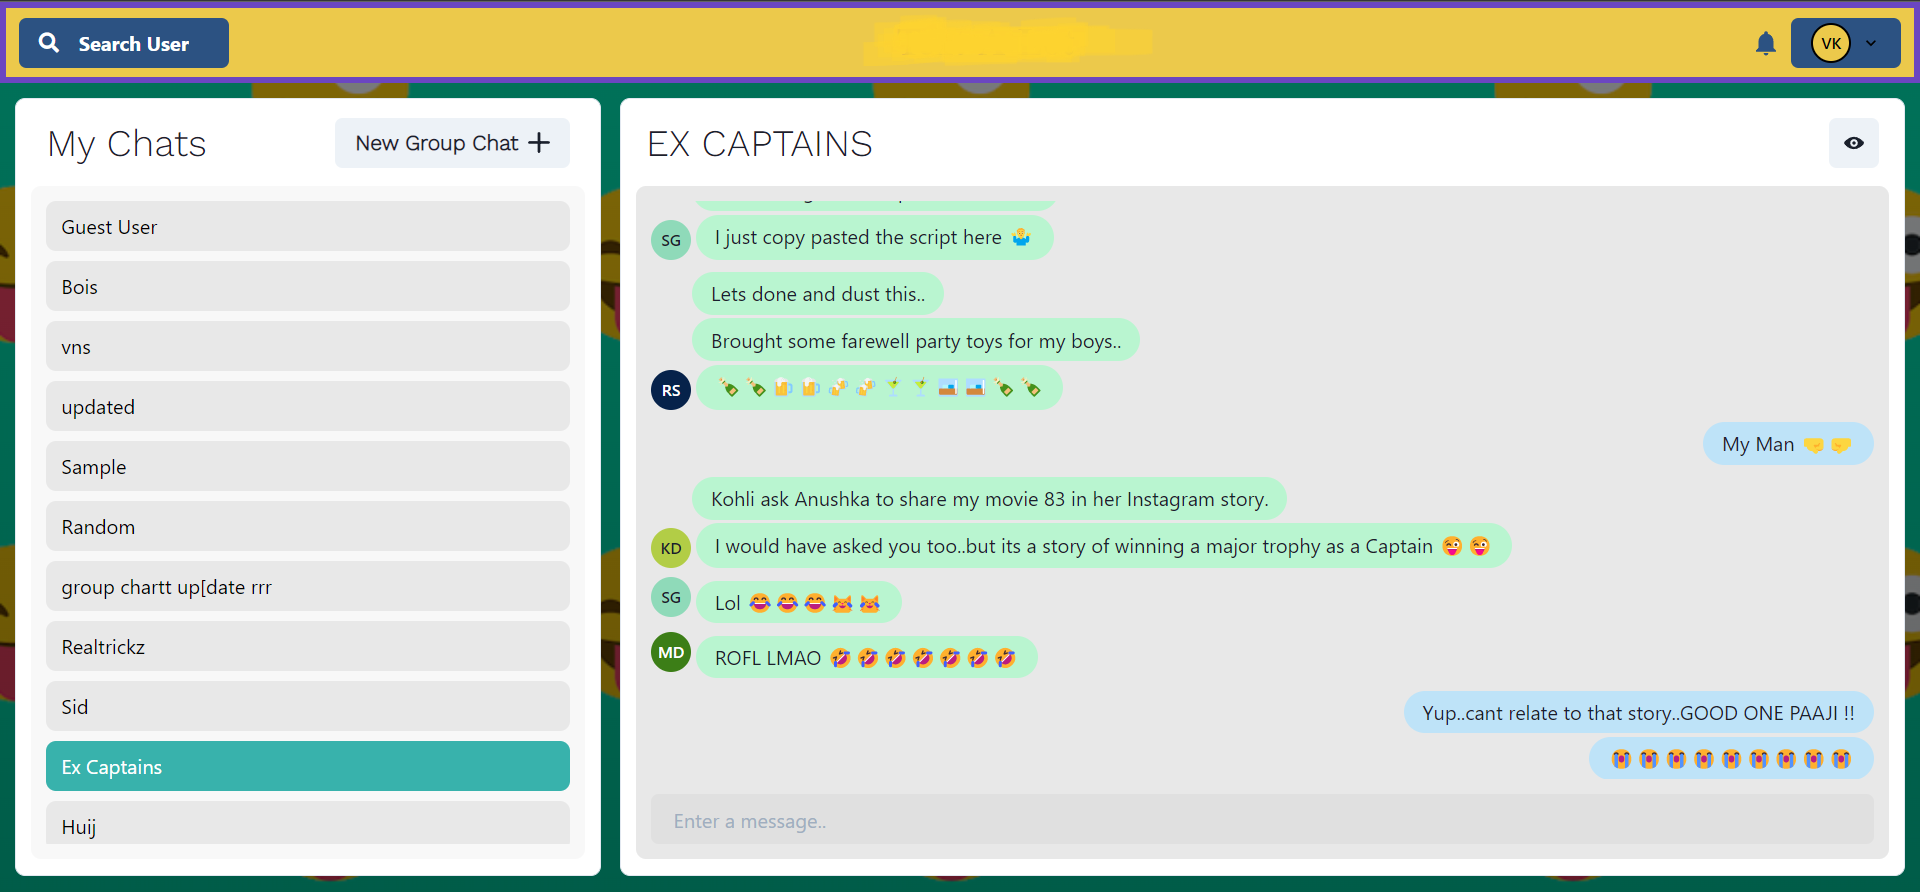 Search User
VK
My Chats
New Group Chat
Guest User
Bois
vns
updated
Sample
Random
group chartt up[date rrr
Realtrickz
Sid
Ex Captains
Huij
EX CAPTAINS
SG
I just copy pasted the script here 🤷‍♂️
Lets done and dust this..
Brought some farewell party toys for my boys..
RS
🍾🍾🍺🍺🍻🍻🍸🍸🏜️🏜️🍾🍾
My Man 🤜🤛
Kohli ask Anushka to share my movie 83 in her Instagram story.
KD
I would have asked you too..but its a story of winning a major trophy as a Captain 😜😜
SG
Lol 😂😂😂😹😹
MD
ROFL LMAO 🤣🤣🤣🤣🤣🤣🤣
Yup..cant relate to that story..GOOD ONE PAAJI !!
😭😭😭😭😭😭😭😭😭
Enter a message..